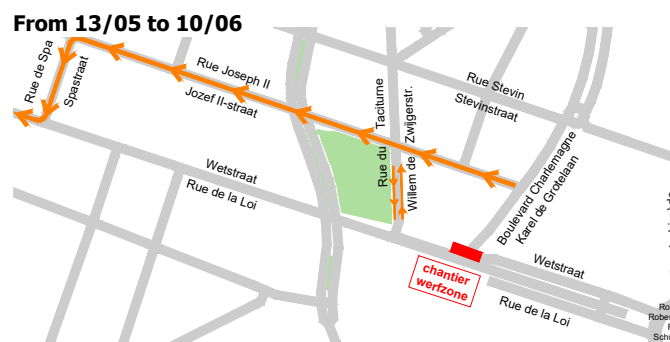 From 13/05 to 10/06
Rue de Spa
Spastraat
Rue Joseph II
Jozef II-straat
Rue du Taciturne
Willem de Zwijgerstr.
Rue Stevin
Stevinstraat
Boulevard Charlemagne
Karel de Grotelaan
Wetstraat
Rue de la Loi
chantier
werfzone
Wetstraat
Rue de la Loi